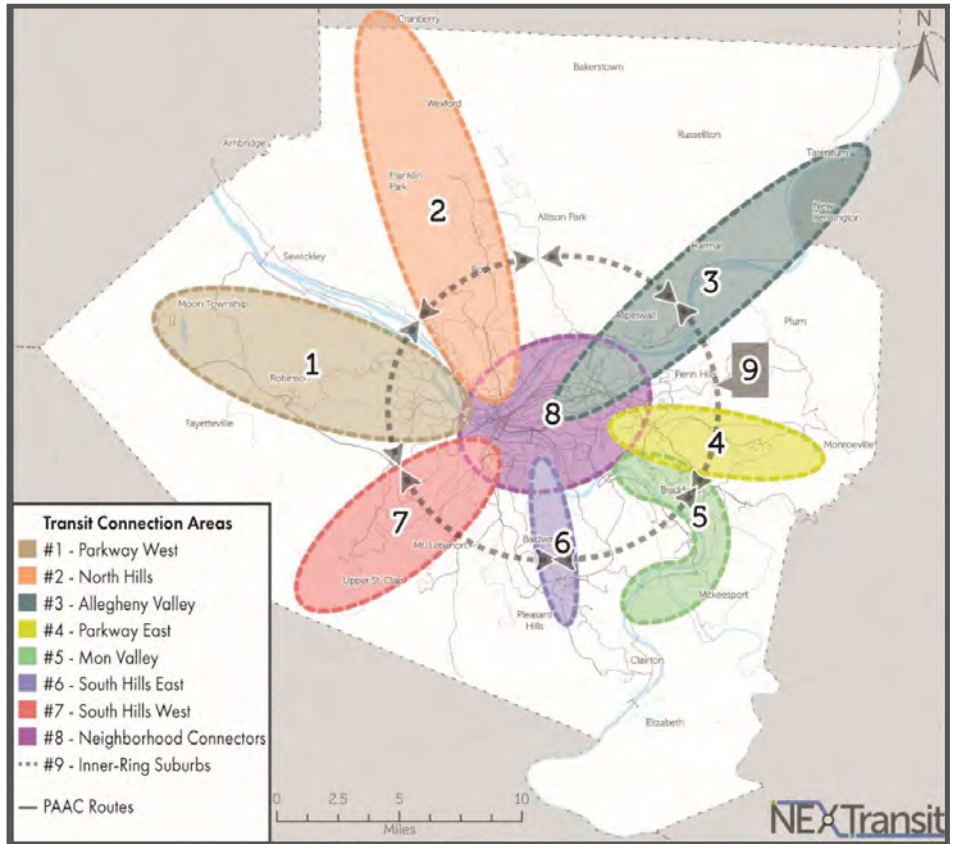 Cranberry
N
Bakerstown
Wexford
Russellton
Ambridge
Tarentum
Franklin
Park
2
New
Kensington
Allison Park
Harmar
Sewickley
Ross
3
Moon Township
Aspinwall
Plum
1
Robinson
Penn Hills
9
8
Fayetteville
4
Monroeville
Braddock
5
7
Baldwin
6
Mt. Lebanon
Upper St. Clair
Mckeesport
Pleasant
Hills
Clairton
Elizabeth
Transit Connection Areas
#1 - Parkway West
#2 - North Hills
#3 - Allegheny Valley
#4 - Parkway East
#5 - Mon Valley
#6 - South Hills East
#7 - South Hills West
#8 - Neighborhood Connectors
#9 - Inner-Ring Suburbs
PAAC Routes
0 2.5 5 10
Miles
NEXTransit